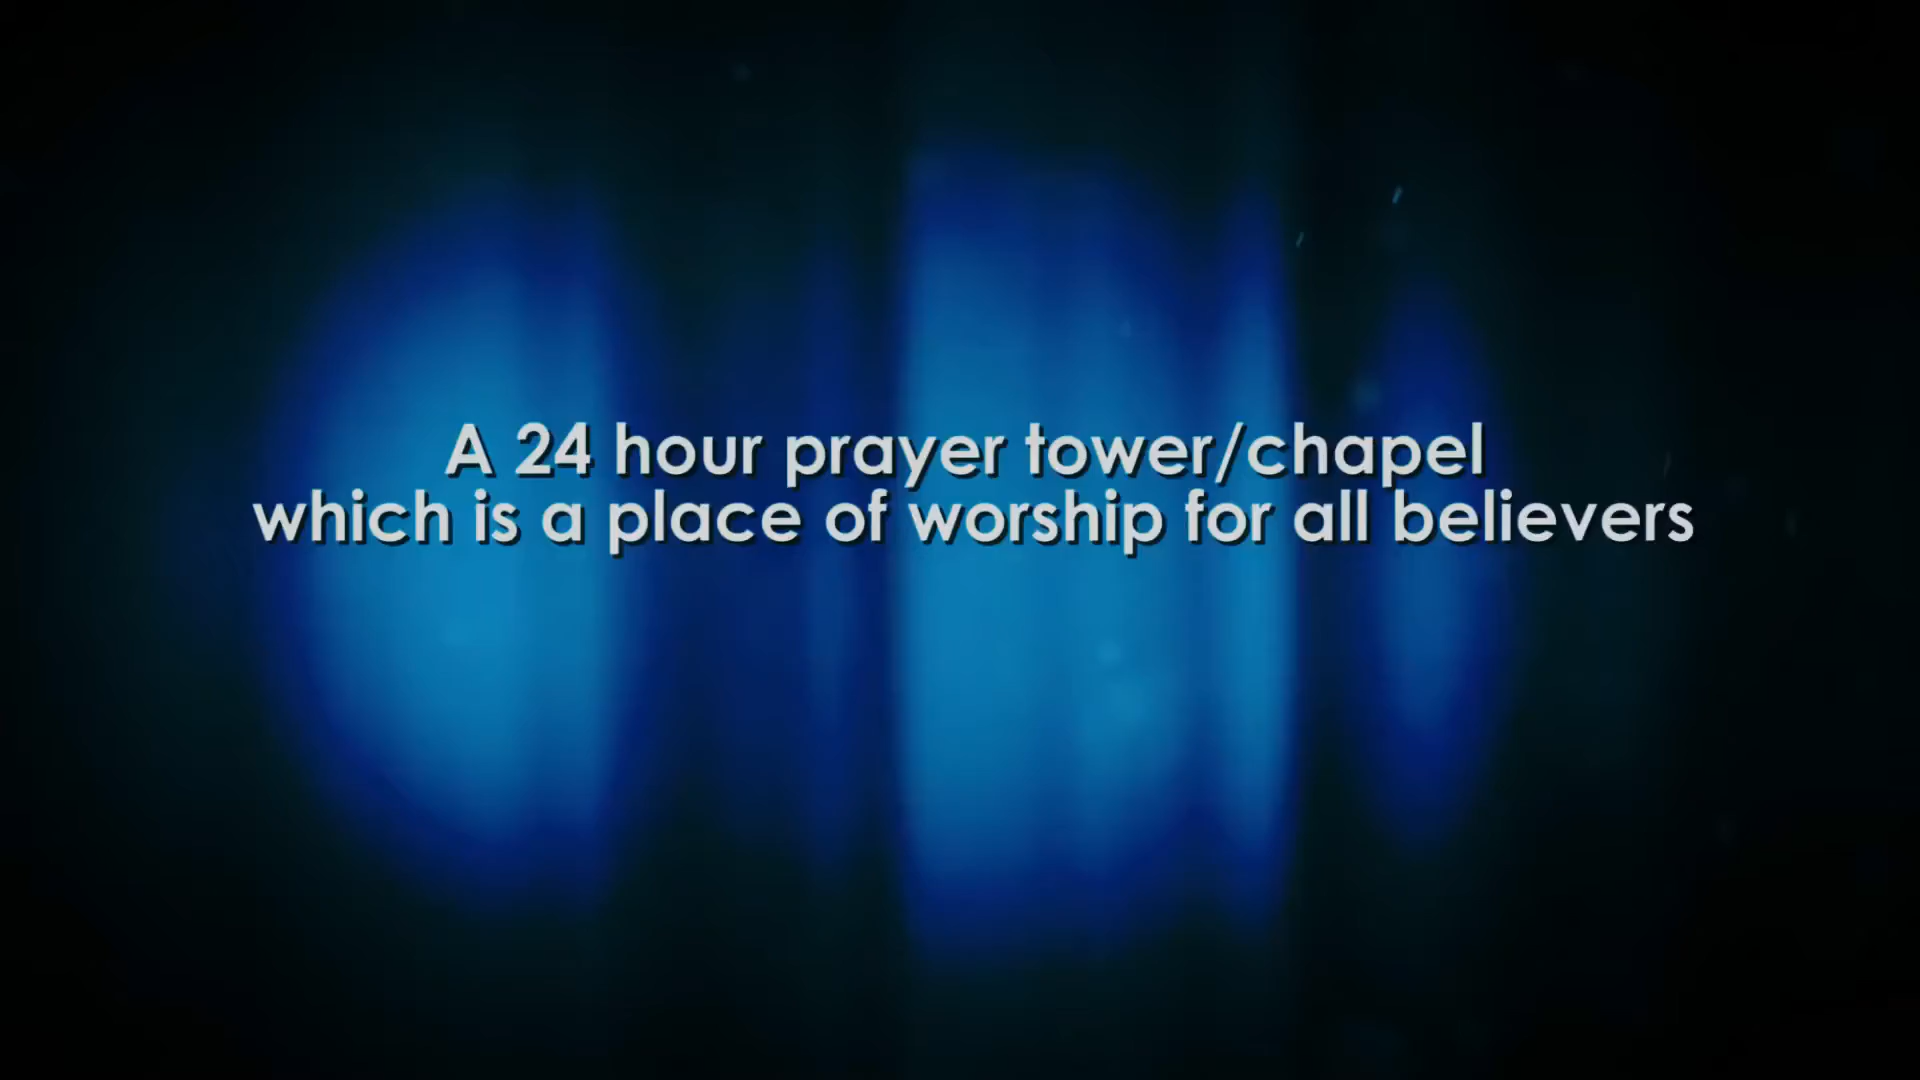 A 24 hour prayer tower/chapel
which is a place of worship for all believers